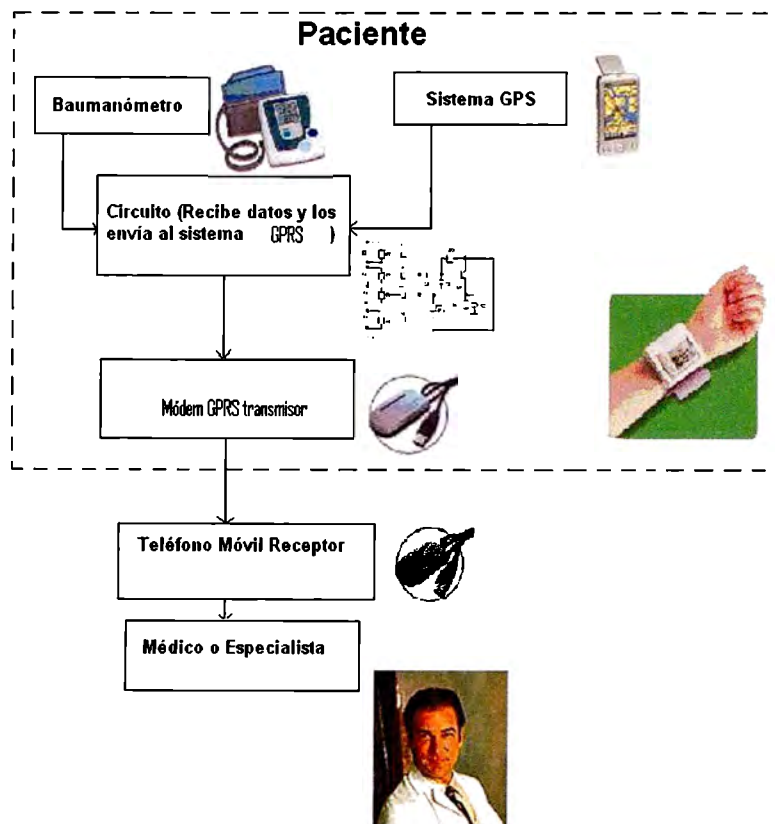 Paciente
Baumanómetro
Sistema GPS
Circuito (Recibe datos y los
envía al sistema GPRS )
Módem GPRS transmisor
Teléfono Móvil Receptor
Médico o Especialista